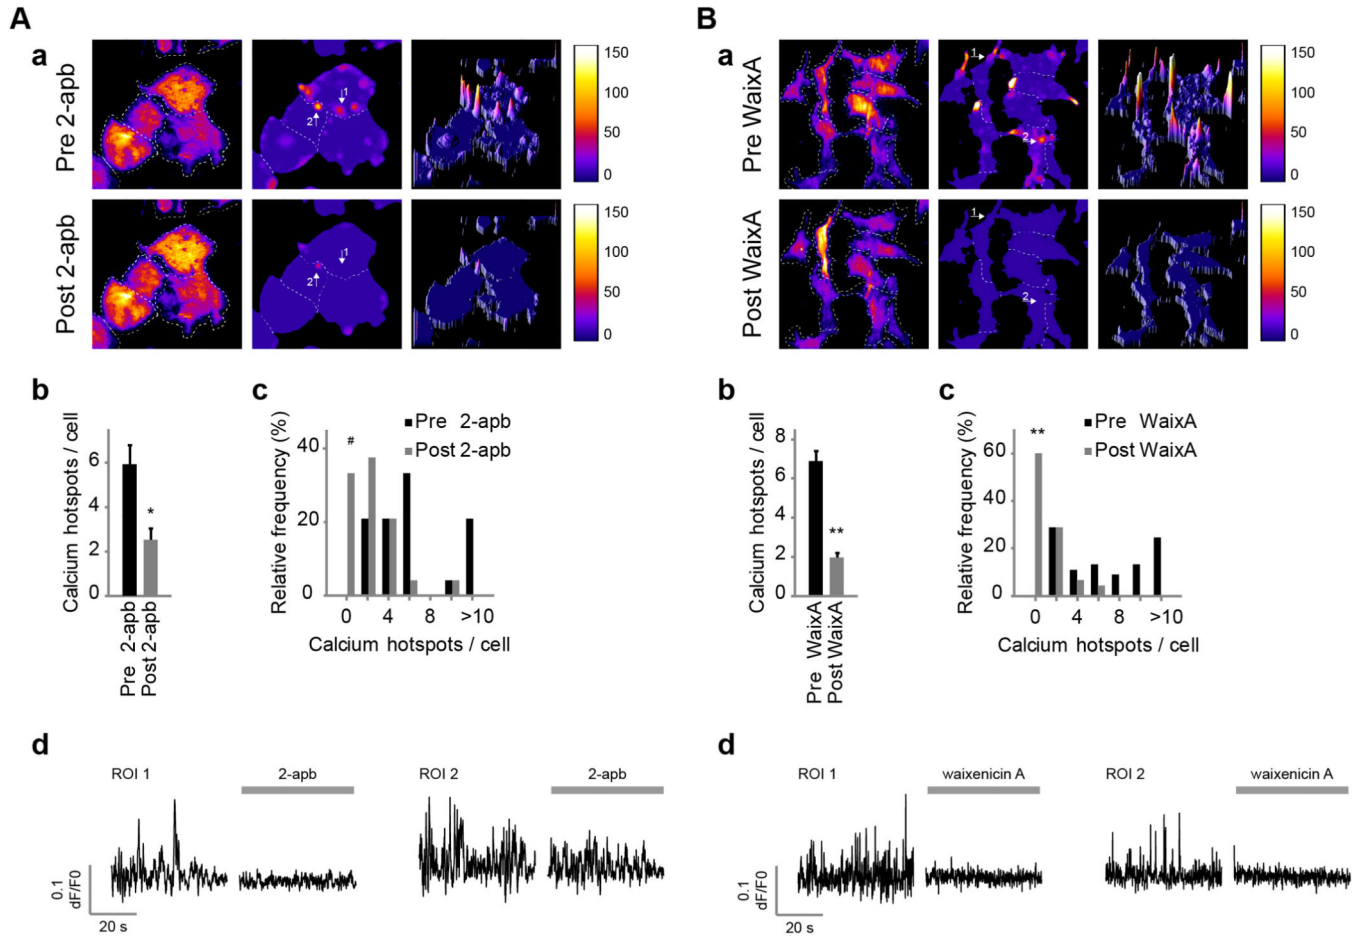 A
a
Pre 2-apb
1
2
150
100
50
0
Post 2-apb
1
2
150
100
50
0
b
Calcium hotspots / cell
6
4
2
0
*
Pre 2-apb
Post 2-apb
c
Relative frequency (%)
40
20
0
#
Pre 2-apb
Post 2-apb
0 4 8 >10
Calcium hotspots / cell
d
ROI 1
2-apb
ROI 2
2-apb
0.1
dF/F0
20 s
B
a
Pre WaixA
1
2
150
100
50
0
Post WaixA
1
2
150
100
50
0
b
Calcium hotspots / cell
8
6
4
2
0
**
Pre WaixA
Post WaixA
c
Relative frequency (%)
60
40
20
0
**
Pre WaixA
Post WaixA
0 4 8 >10
Calcium hotspots / cell
d
ROI 1
waixenicin A
ROI 2
waixenicin A
0.1
dF/F0
20 s